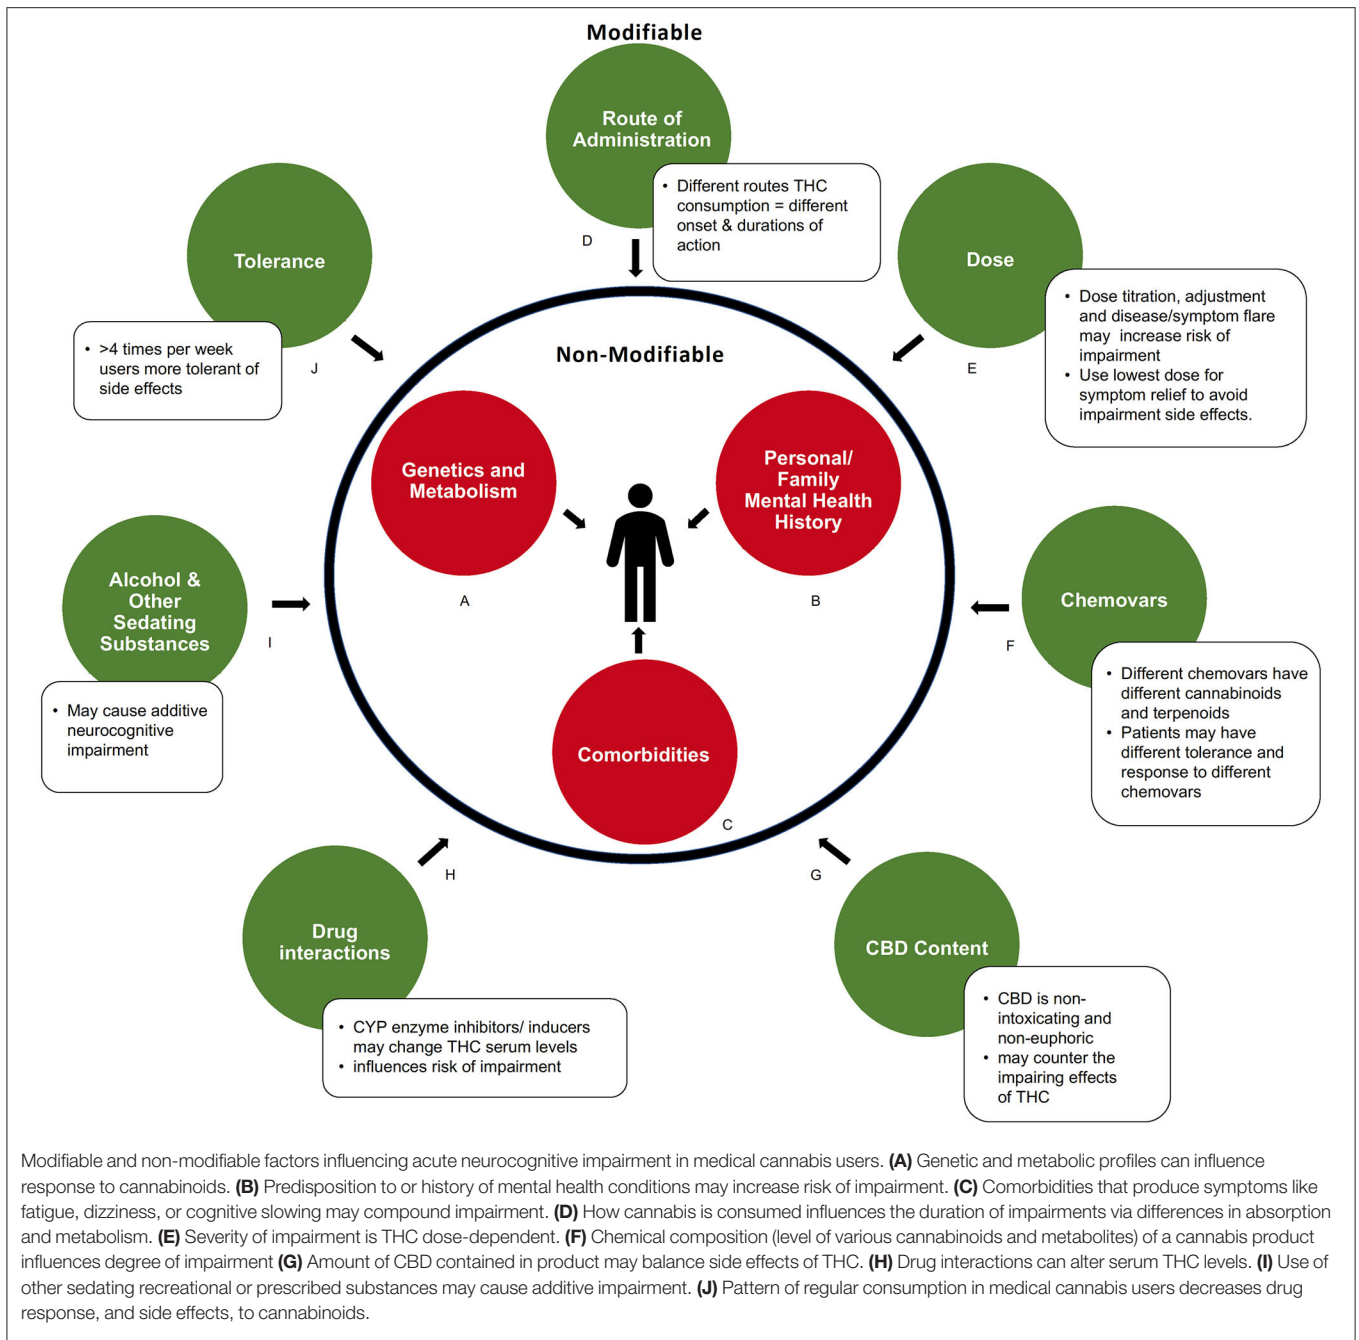 Modifiable
Route of
Administration
• Different routes THC
consumption = different
onset & durations of
action
D
Dose
• Dose titration, adjustment
and disease/symptom flare
may increase risk of
impairment
• Use lowest dose for
symptom relief to avoid
impairment side effects.
E
Tolerance
• >4 times per week
users more tolerant of
side effects
J
Non-Modifiable
Genetics and
Metabolism
A
Personal/
Family
Mental Health
History
B
Comorbidities
C
Alcohol &
Other
Sedating
Substances
• May cause additive
neurocognitive
impairment
I
Chemovars
• Different chemovars have
different cannabinoids
and terpenoids
• Patients may have
different tolerance and
response to different
chemovars
F
Drug
interactions
• CYP enzyme inhibitors/ inducers
may change THC serum levels
• influences risk of impairment
H
CBD Content
• CBD is non-
intoxicating and
non-euphoric
• may counter the
impairing effects
of THC
G
Modifiable and non-modifiable factors influencing acute neurocognitive impairment in medical cannabis users. (A) Genetic and metabolic profiles can influence
response to cannabinoids. (B) Predisposition to or history of mental health conditions may increase risk of impairment. (C) Comorbidities that produce symptoms like
fatigue, dizziness, or cognitive slowing may compound impairment. (D) How cannabis is consumed influences the duration of impairments via differences in absorption
and metabolism. (E) Severity of impairment is THC dose-dependent. (F) Chemical composition (level of various cannabinoids and metabolites) of a cannabis product
influences degree of impairment (G) Amount of CBD contained in product may balance side effects of THC. (H) Drug interactions can alter serum THC levels. (I) Use of
other sedating recreational or prescribed substances may cause additive impairment. (J) Pattern of regular consumption in medical cannabis users decreases drug
response, and side effects, to cannabinoids.